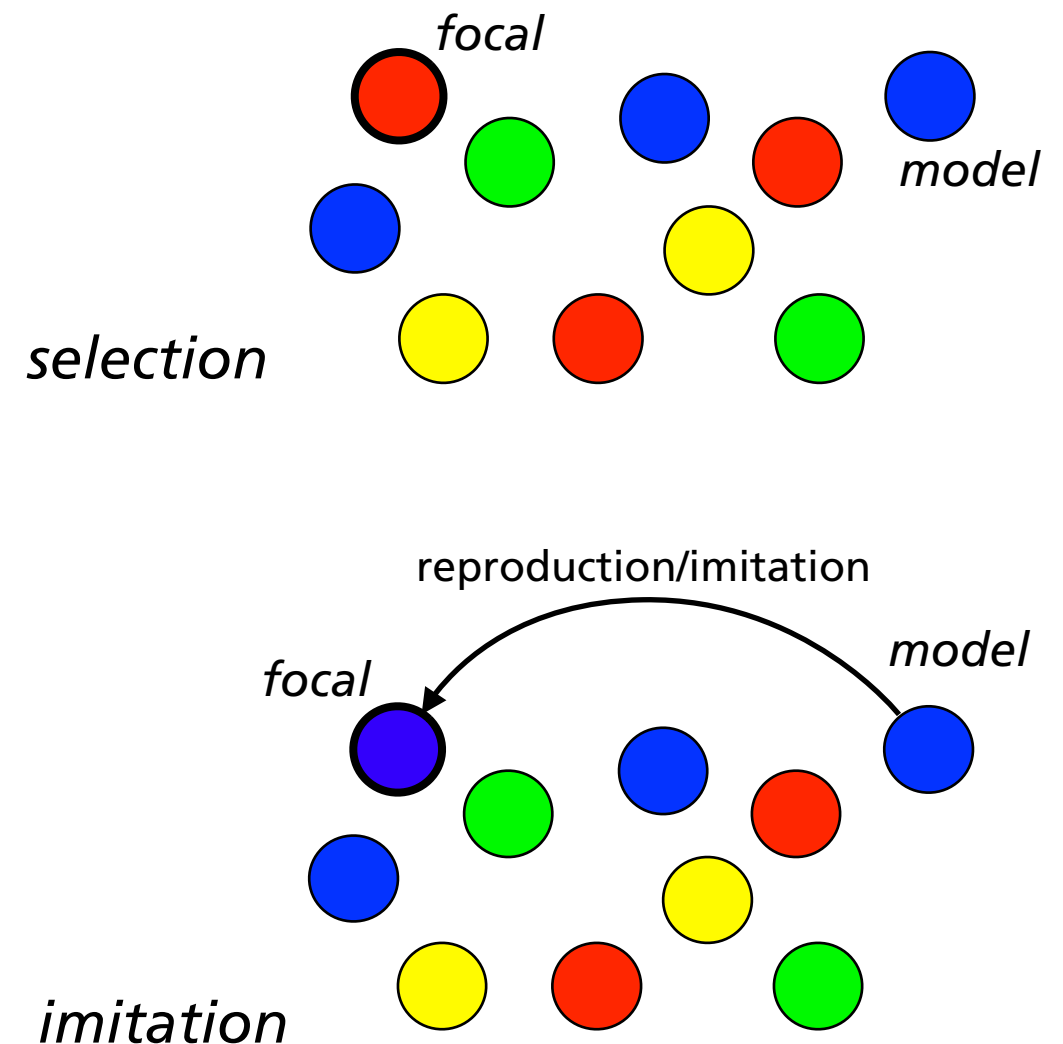 focal
model
selection
reproduction/imitation
model
focal
imitation